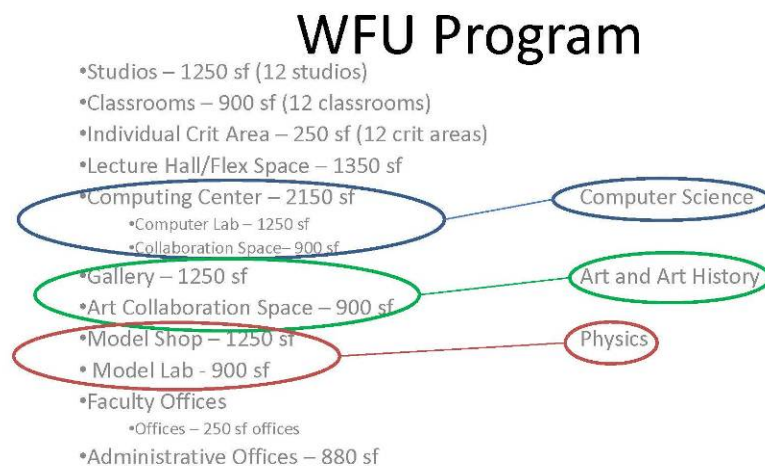 WFU Program
•Studios – 1250 sf (12 studios)
•Classrooms – 900 sf (12 classrooms)
•Individual Crit Area – 250 sf (12 crit areas)
•Lecture Hall/Flex Space – 1350 sf
•Computing Center – 2150 sf
Computer Science
•Computer Lab – 1250 sf
•Collaboration Space– 900 sf
•Gallery – 1250 sf
Art and Art History
•Art Collaboration Space – 900 sf
•Model Shop – 1250 sf
Physics
• Model Lab - 900 sf
•Faculty Offices
•Offices – 250 sf offices
•Administrative Offices – 880 sf